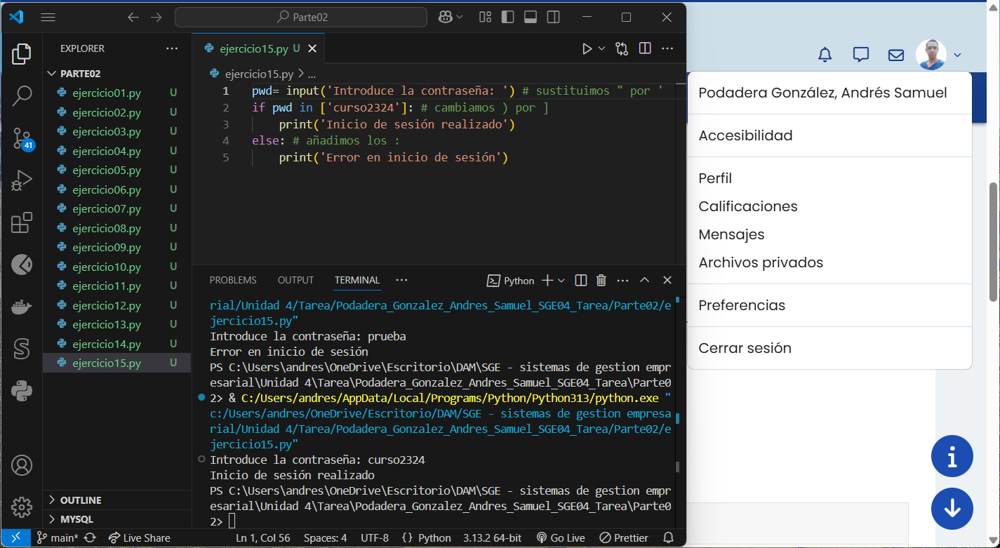 Parte02
EXPLORER
PARTE02
ejercicio01.py U
ejercicio02.py U
ejercicio03.py U
ejercicio04.py U
ejercicio05.py U
ejercicio06.py U
ejercicio07.py U
ejercicio08.py U
ejercicio09.py U
ejercicio10.py U
ejercicio11.py U
ejercicio12.py U
ejercicio13.py U
ejercicio14.py U
ejercicio15.py U
OUTLINE
MYSQL
41
ejercicio15.py U
ejercicio15.py > ...
1 pwd= input('Introduce la contraseña: ') # sustituimos " por '
2 if pwd in ['curso2324']: # cambiamos ) por ]
3 print('Inicio de sesión realizado')
4 else: # añadimos los :
5 print('Error en inicio de sesión')
PROBLEMS OUTPUT TERMINAL ... Python
rial/Unidad 4/Tarea/Podadera_Gonzalez_Andres_Samuel_SGE04_Tarea/Parte02/e
jercicio15.py"
Introduce la contraseña: prueba
Error en inicio de sesión
PS C:\Users\andres\OneDrive\Escritorio\DAM\SGE - sistemas de gestion empr
esarial\Unidad 4\Tarea\Podadera_Gonzalez_Andres_Samuel_SGE04_Tarea\Parte0
2> & C:/Users/andres/AppData/Local/Programs/Python/Python313/python.exe "
c:/Users/andres/OneDrive/Escritorio/DAM/SGE - sistemas de gestion empresa
rial/Unidad 4/Tarea/Podadera_Gonzalez_Andres_Samuel_SGE04_Tarea/Parte02/e
jercicio15.py"
Introduce la contraseña: curso2324
Inicio de sesión realizado
PS C:\Users\andres\OneDrive\Escritorio\DAM\SGE - sistemas de gestion empr
esarial\Unidad 4\Tarea\Podadera_Gonzalez_Andres_Samuel_SGE04_Tarea\Parte0
2>
main* Live Share Ln 1, Col 56 Spaces: 4 UTF-8 {} Python 3.13.2 64-bit Go Live Prettier
Podadera González, Andrés Samuel
Accesibilidad
Perfil
Calificaciones
Mensajes
Archivos privados
Preferencias
Cerrar sesión